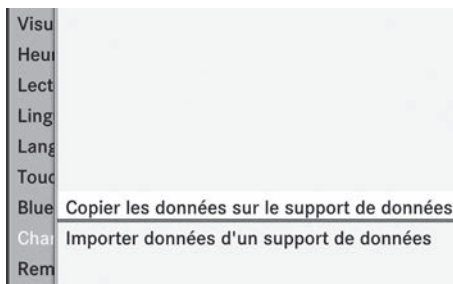 Visu
Heu
Lect
Ling
Lang
Touc
Blue
Copier les données sur le support de données
Char
Importer données d'un support de données
Rem